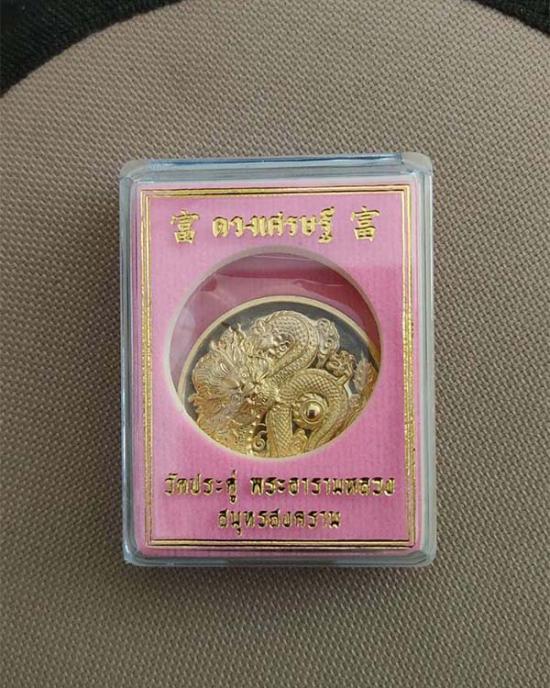 富 ดวงเศรษฐี 富
วัดประดู่ พระอารามหลวง
สมุทรสงคราม